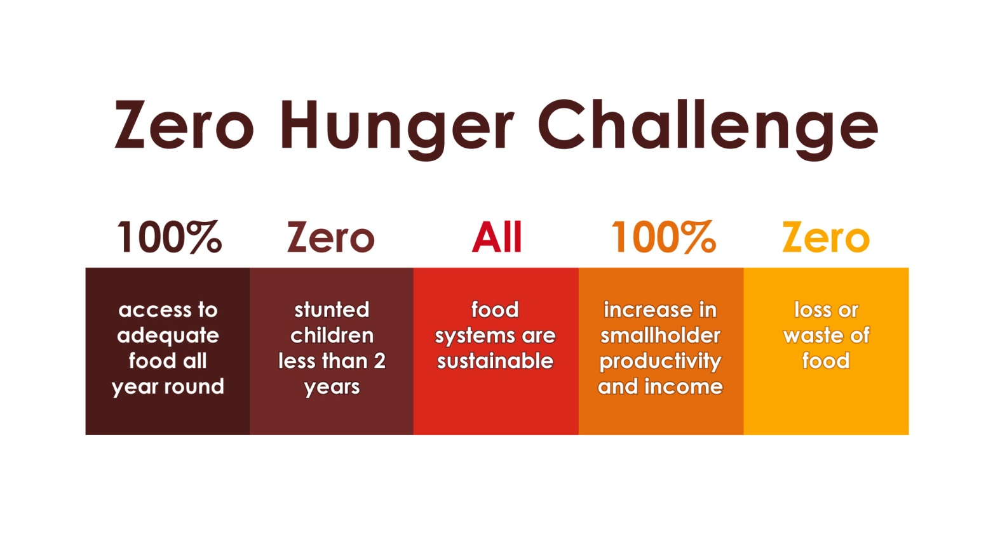 Zero Hunger Challenge
100%
access to
adequate
food all
year round
Zero
stunted
children
less than 2
years
All
food
systems are
sustainable
100%
increase in
smallholder
productivity
and income
Zero
loss or
waste of
food